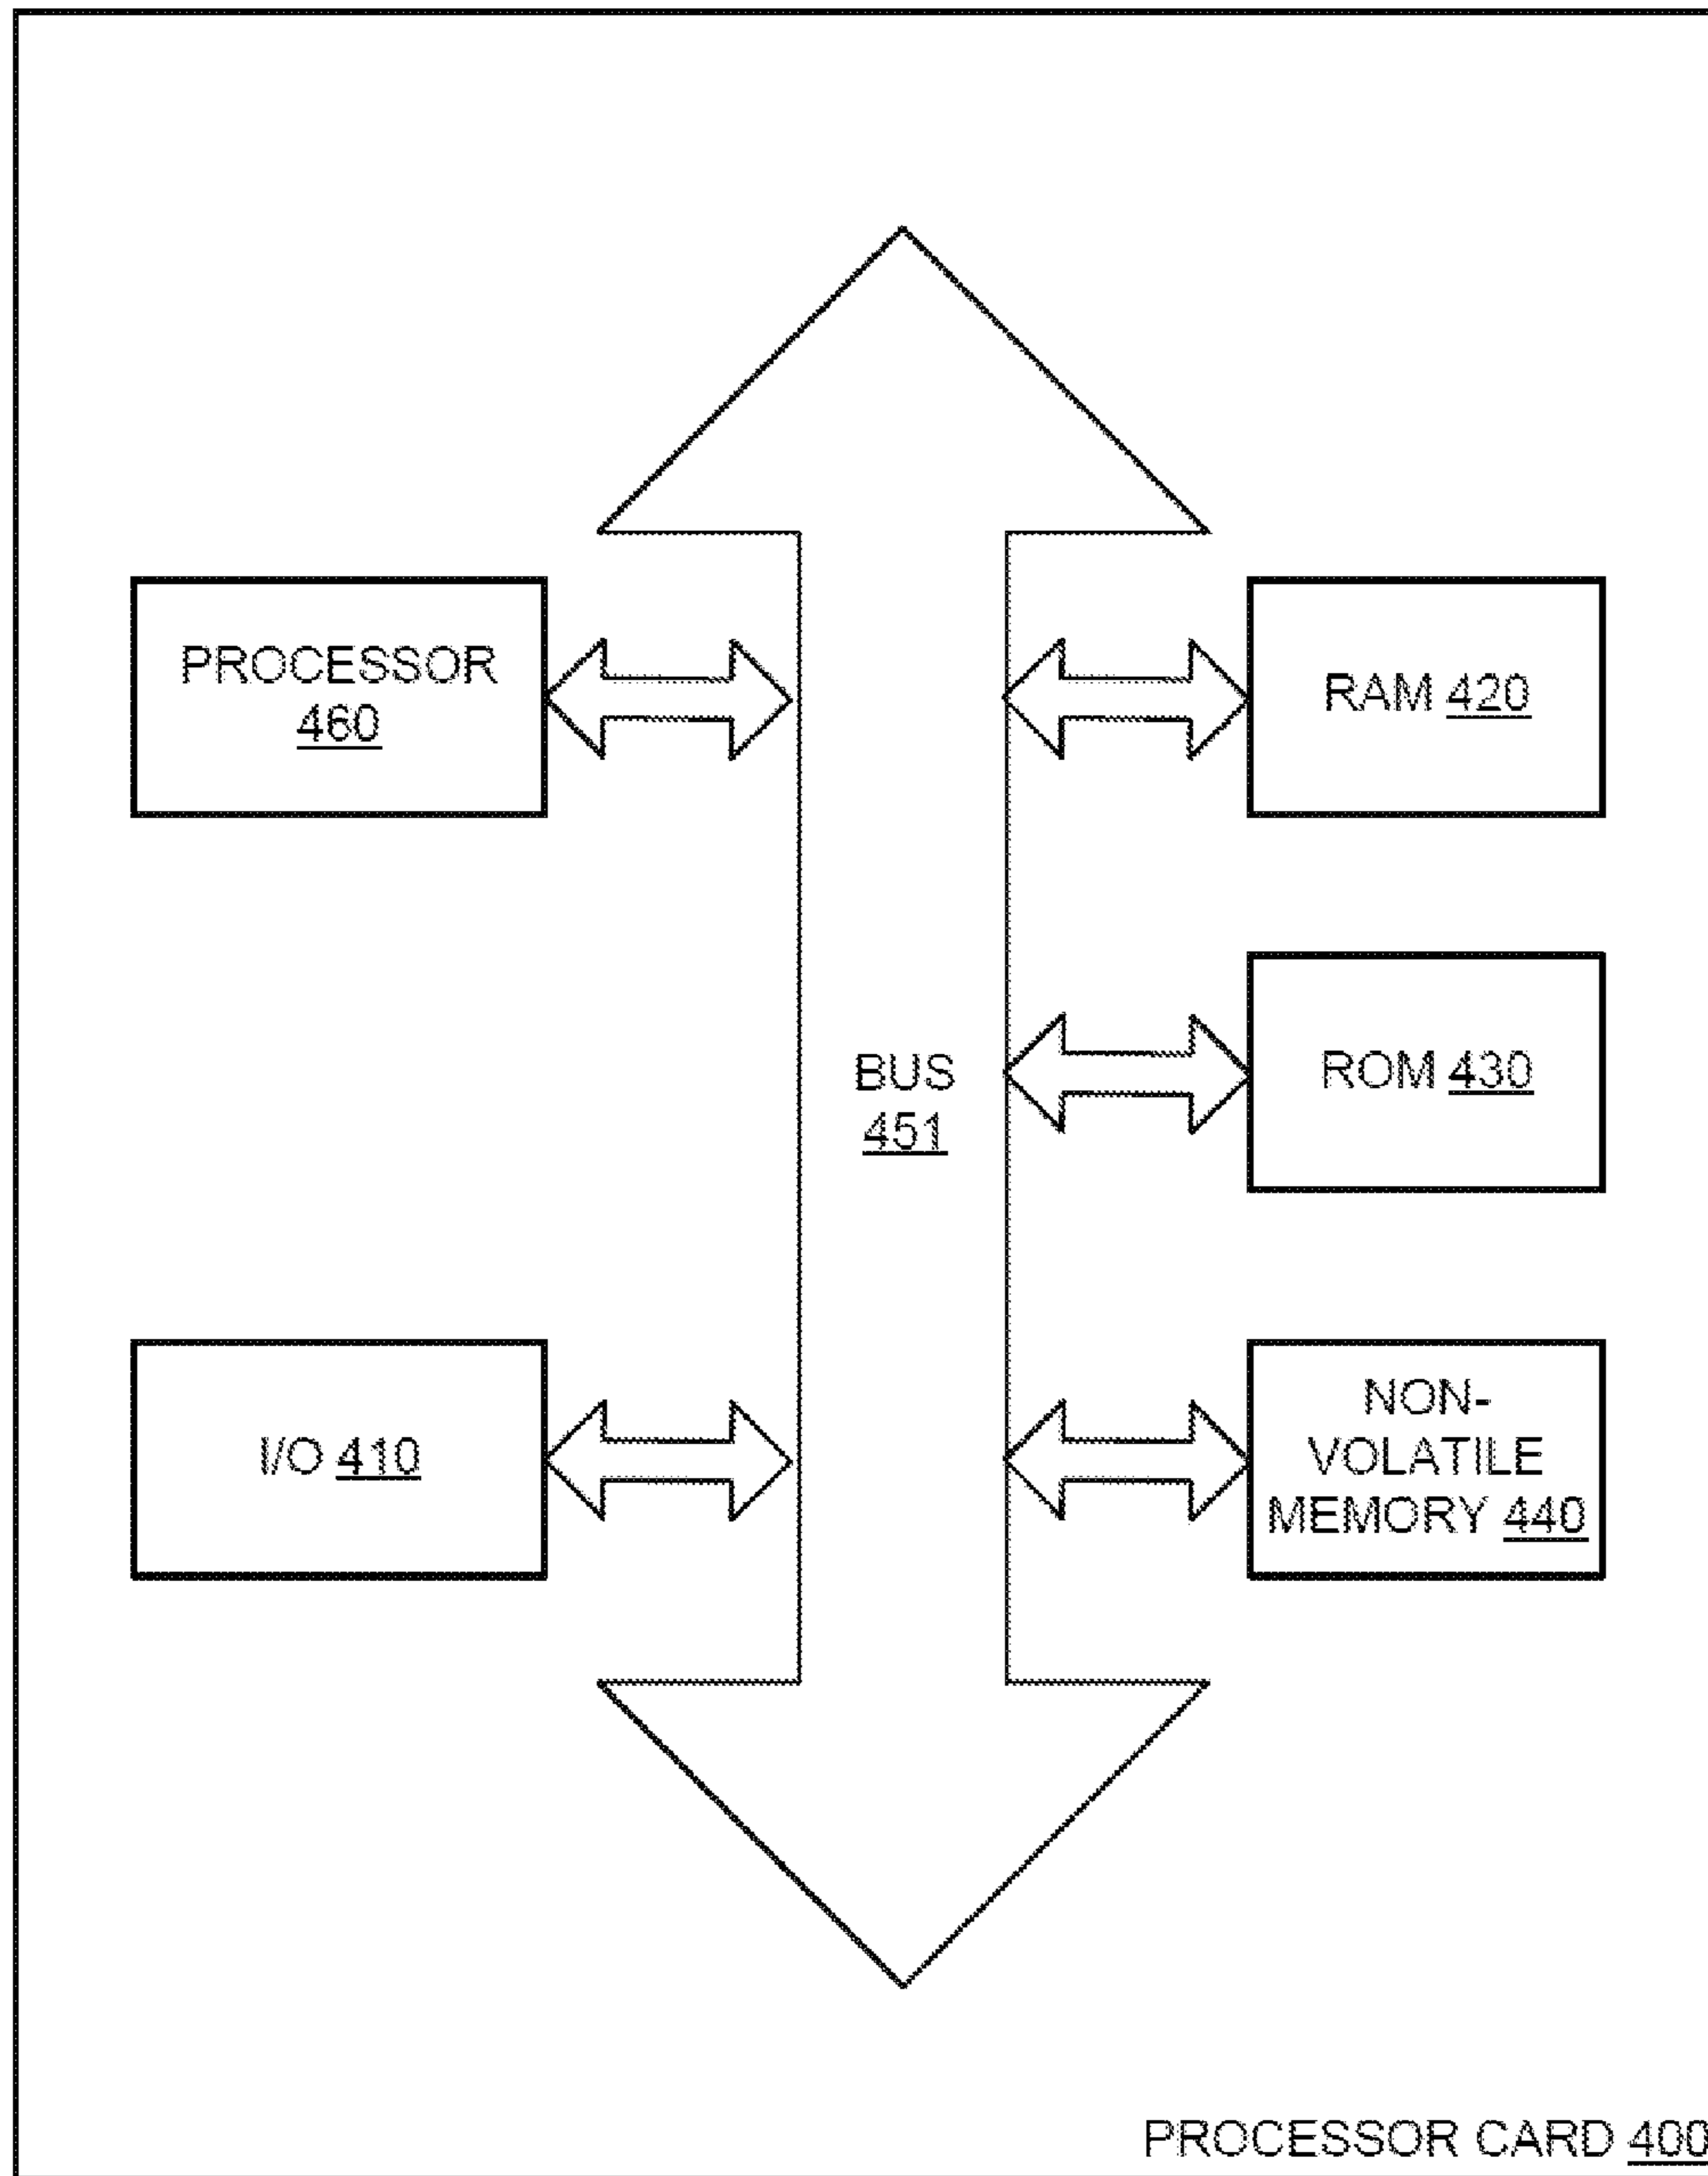 PROCESSOR
460
RAM 420
BUS
451
ROM 430
I/O 410
NON-
VOLATILE
MEMORY 440
PROCESSOR CARD 400